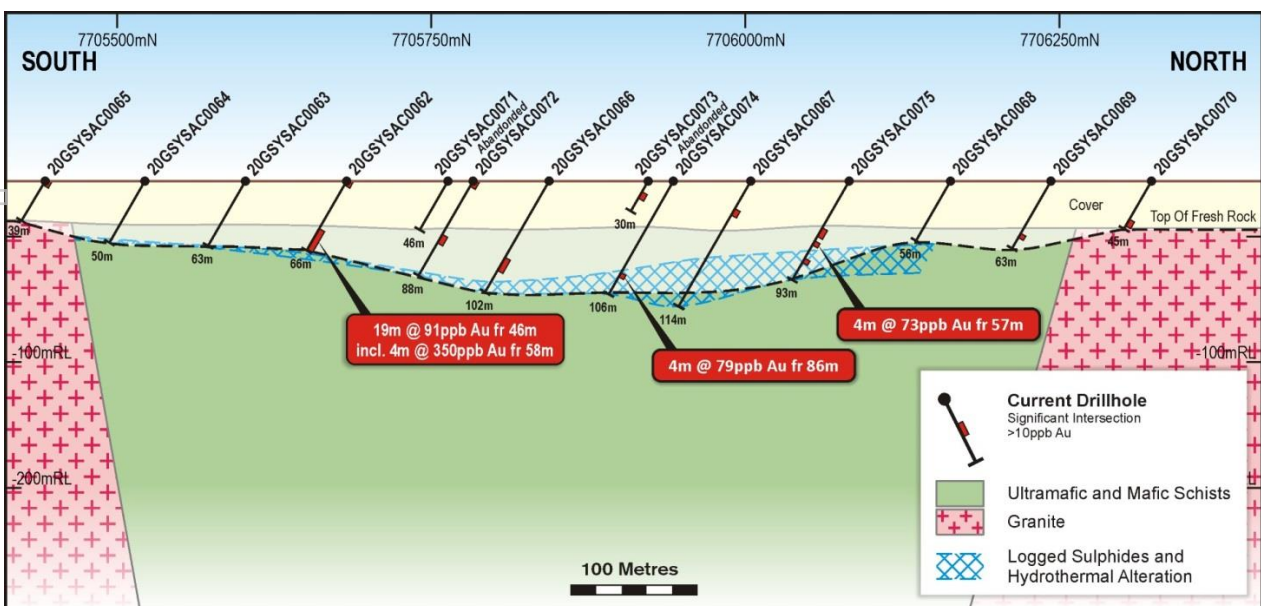 7705500mN
7705750mN
7706000mN
7706250mN
SOUTH
NORTH
20GSYSAC0065
20GSYSAC0064
20GSYSAC0063
20GSYSAC0062
20GSYSAC0071
Abandonded
20GSYSAC0072
20GSYSAC0066
20GSYSAC0073
Abandonded
20GSYSAC0074
20GSYSAC0067
20GSYSAC0075
20GSYSAC0068
20GSYSAC0069
20GSYSAC0070
Cover
Top Of Fresh Rock
39m
50m
63m
66m
46m
88m
102m
30m
106m
114m
93m
56m
63m
45m
19m @ 91ppb Au fr 46m
incl. 4m @ 350ppb Au fr 58m
4m @ 79ppb Au fr 86m
4m @ 73ppb Au fr 57m
-100mRL
-100mRL
-200mRL
Current Drillhole
Significant Intersection
>10ppb Au
Ultramafic and Mafic Schists
Granite
Logged Sulphides and
Hydrothermal Alteration
100 Metres